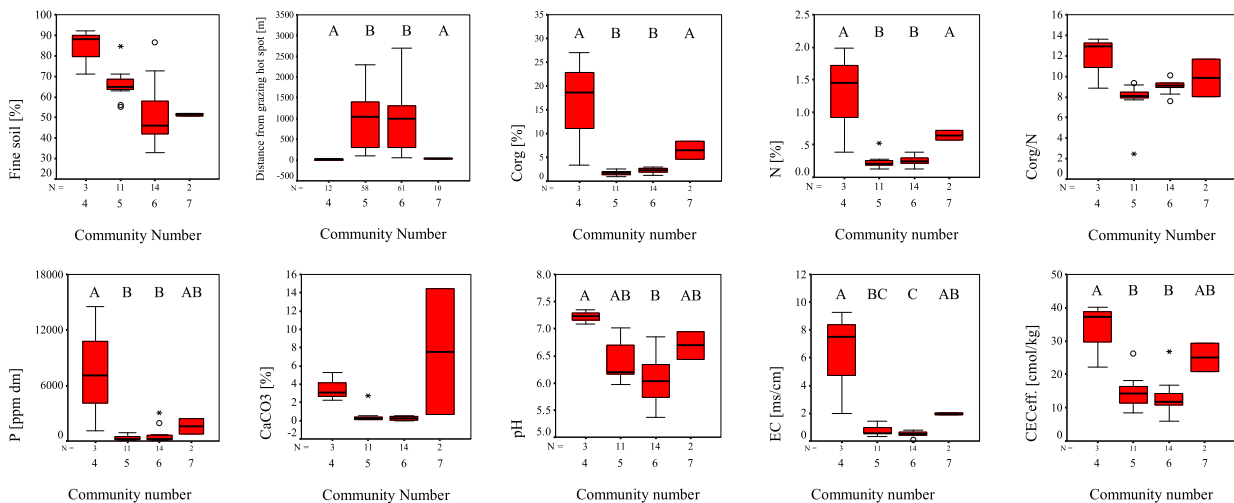 Fine soil [%]
100
90
80
70
60
50
40
30
20
N = 3 11 14 2
4 5 6 7
Community Number
Distance from grazing hot spot [m]
A B B A
3500
3000
2500
2000
1500
1000
500
0
-500
N = 12 58 61 10
4 5 6 7
Community Number
Corg [%]
A B B A
35
30
25
20
15
10
5
0
N = 3 11 14 2
4 5 6 7
Community number
N [%]
A B B A
2.5
2.0
1.5
1.0
.5
0.0
N = 3 11 14 2
4 5 6 7
Community number
Corg/N
16
14
12
10
8
6
4
2
0
N = 3 11 14 2
4 5 6 7
Community Number
P [ppm dm]
A B B AB
18000
12000
6000
0
N = 3 11 14 2
4 5 6 7
Community number
CaCO3 [%]
16
14
12
10
8
6
4
2
0
-2
N = 3 11 14 2
4 5 6 7
Community number
pH
A AB B AB
8.0
7.5
7.0
6.5
6.0
5.5
5.0
N = 3 11 14 2
4 5 6 7
Community number
EC [ms/cm]
A BC C AB
12
10
8
6
4
2
0
N = 3 11 14 2
4 5 6 7
Community number
CECeff. [cmol/kg]
A B B AB
50
40
30
20
10
0
N = 3 11 14 2
4 5 6 7
Community number